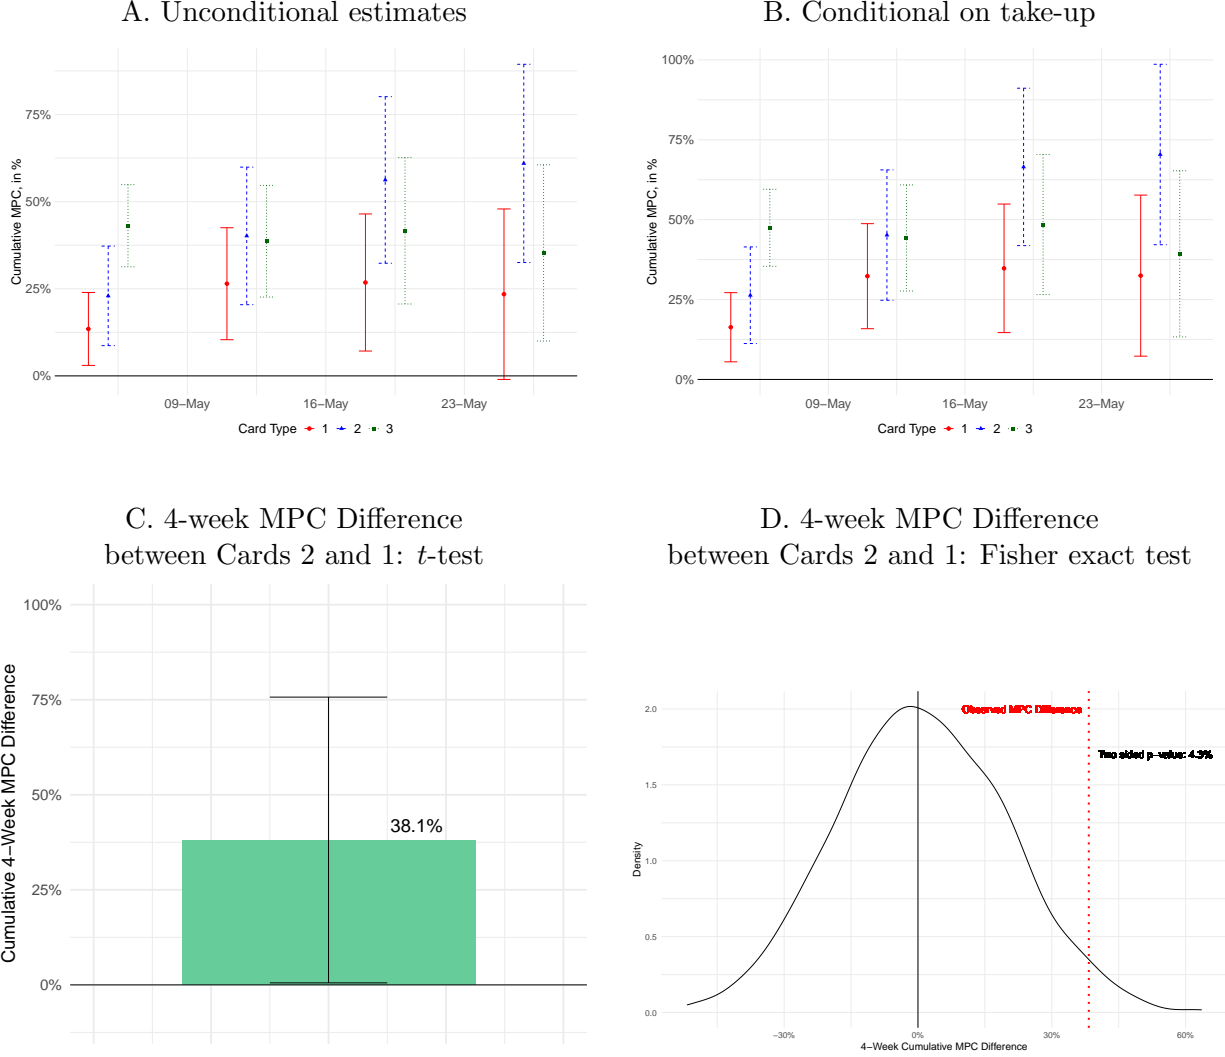 A. Unconditional estimates
Cumulative MPC, in %
75%
50%
25%
0%
09–May 16–May 23–May
Card Type 1 2 3
B. Conditional on take-up
Cumulative MPC, in %
100%
75%
50%
25%
0%
09–May 16–May 23–May
Card Type 1 2 3
C. 4-week MPC Difference
between Cards 2 and 1: t-test
Cumulative 4–Week MPC Difference
100%
75%
50%
25%
0%
38.1%
D. 4-week MPC Difference
between Cards 2 and 1: Fisher exact test
Density
2.0
1.5
1.0
0.5
0.0
Observed MPC Difference
Two sided p–value: 4.3%
–30% 0% 30% 60%
4–Week Cumulative MPC Difference